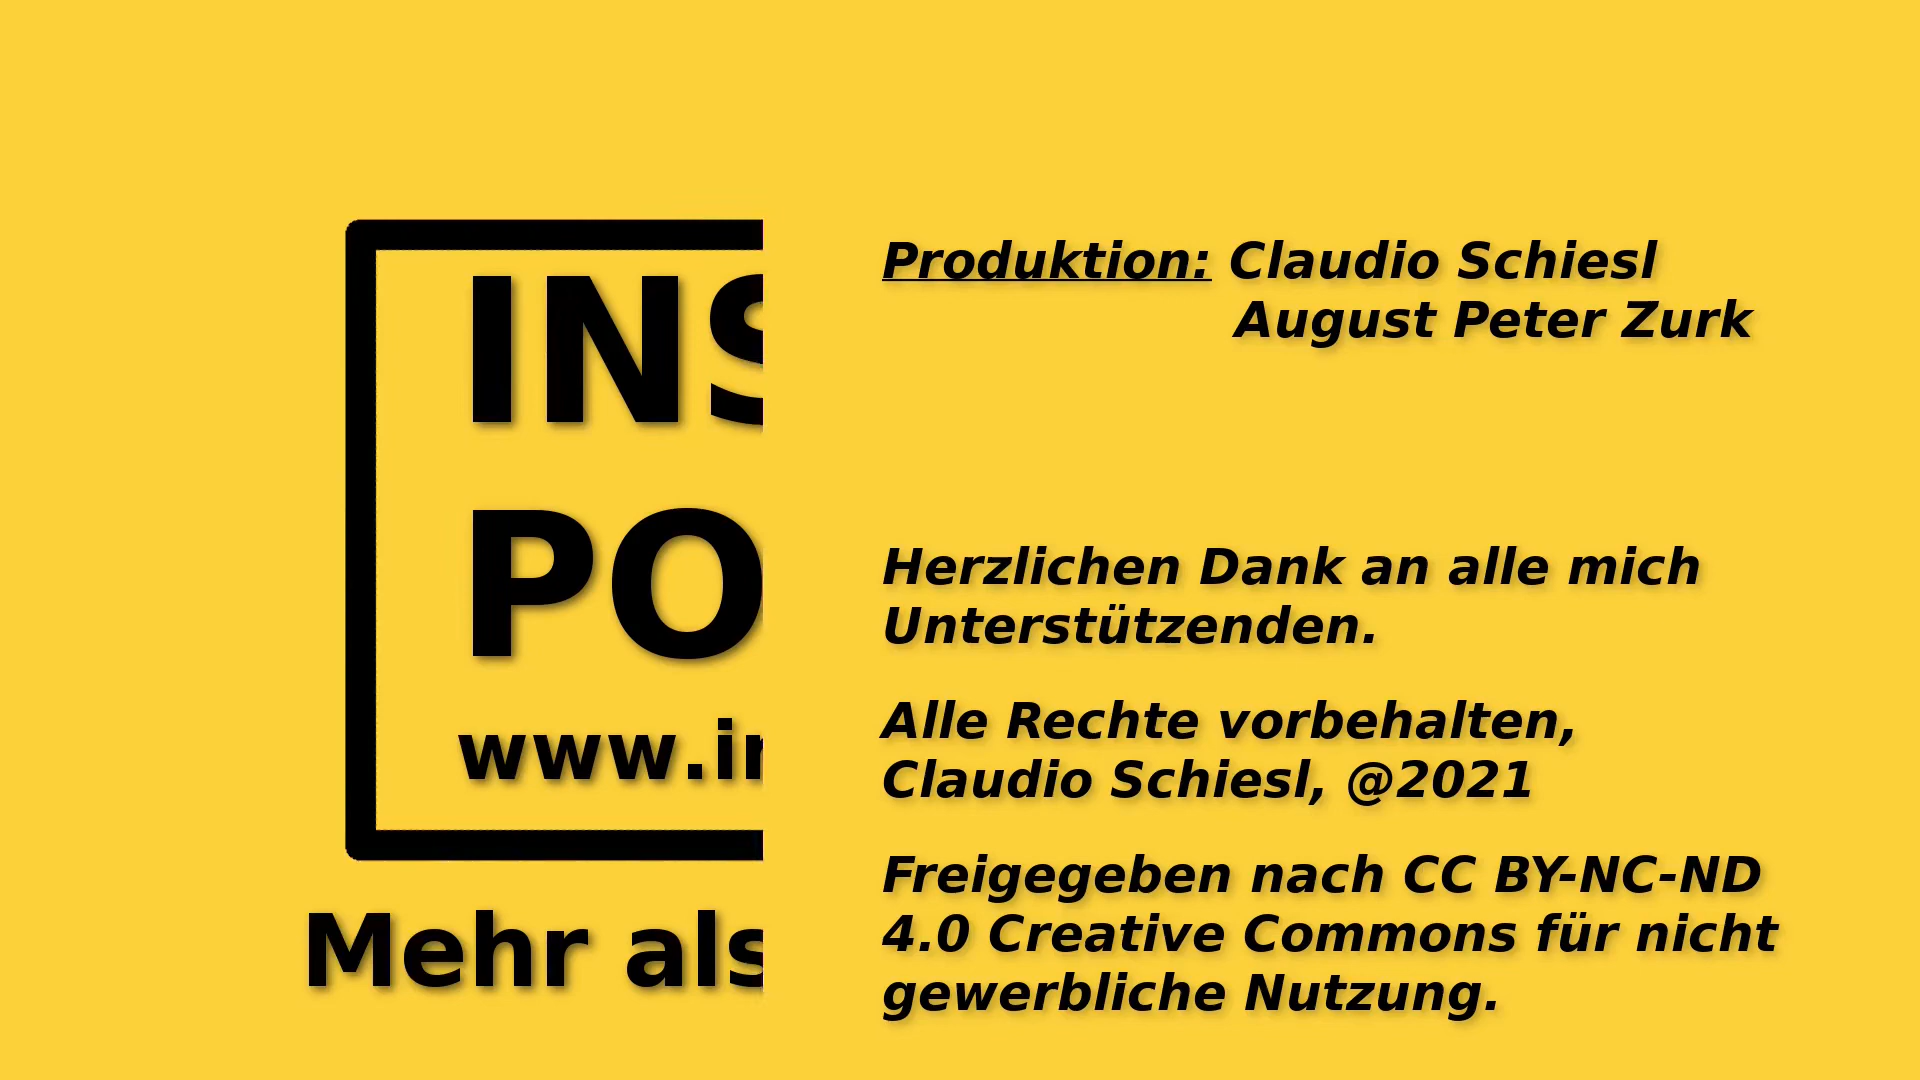 INS
PO
www.i
Mehr als
Produktion: Claudio Schiesl
August Peter Zurk
Herzlichen Dank an alle mich
Unterstützenden.
Alle Rechte vorbehalten,
Claudio Schiesl, @2021
Freigegeben nach CC BY-NC-ND
4.0 Creative Commons für nicht
gewerbliche Nutzung.